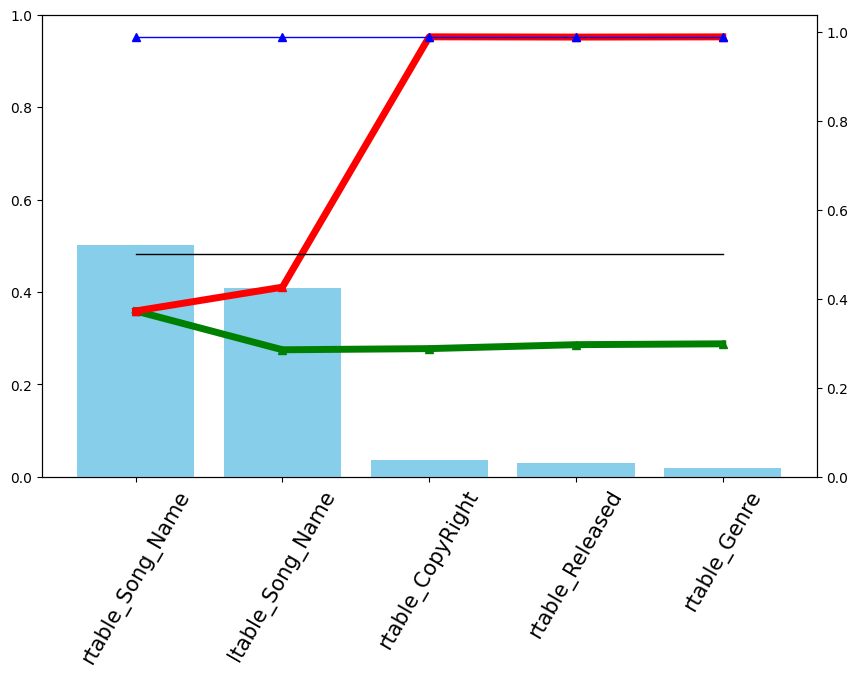 1.0
0.8
0.6
0.4
0.2
0.0
1.0
0.8
0.6
0.4
0.2
0.0
rtable_Song_Name
ltable_Song_Name
rtable_CopyRight
rtable_Released
rtable_Genre